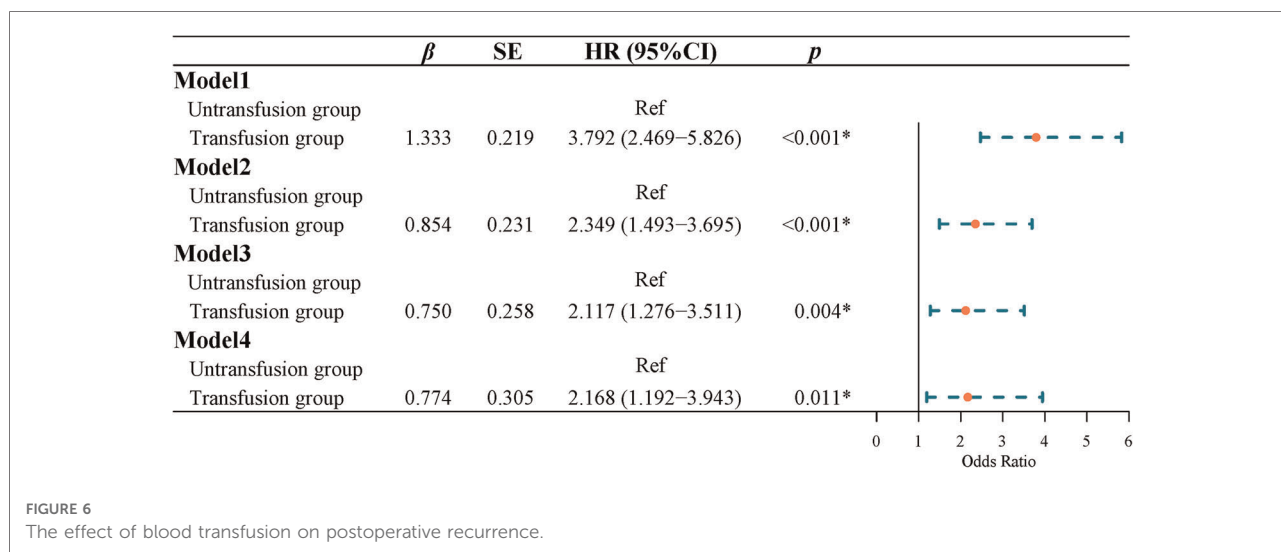 β SE HR (95%CI) p
Model1
Untransfusion group Ref
Transfusion group 1.333 0.219 3.792 (2.469−5.826) <0.001*
Model2
Untransfusion group Ref
Transfusion group 0.854 0.231 2.349 (1.493−3.695) <0.001*
Model3
Untransfusion group Ref
Transfusion group 0.750 0.258 2.117 (1.276−3.511) 0.004*
Model4
Untransfusion group Ref
Transfusion group 0.774 0.305 2.168 (1.192−3.943) 0.011*
0 1 2 3 4 5 6
Odds Ratio
FIGURE 6
The effect of blood transfusion on postoperative recurrence.